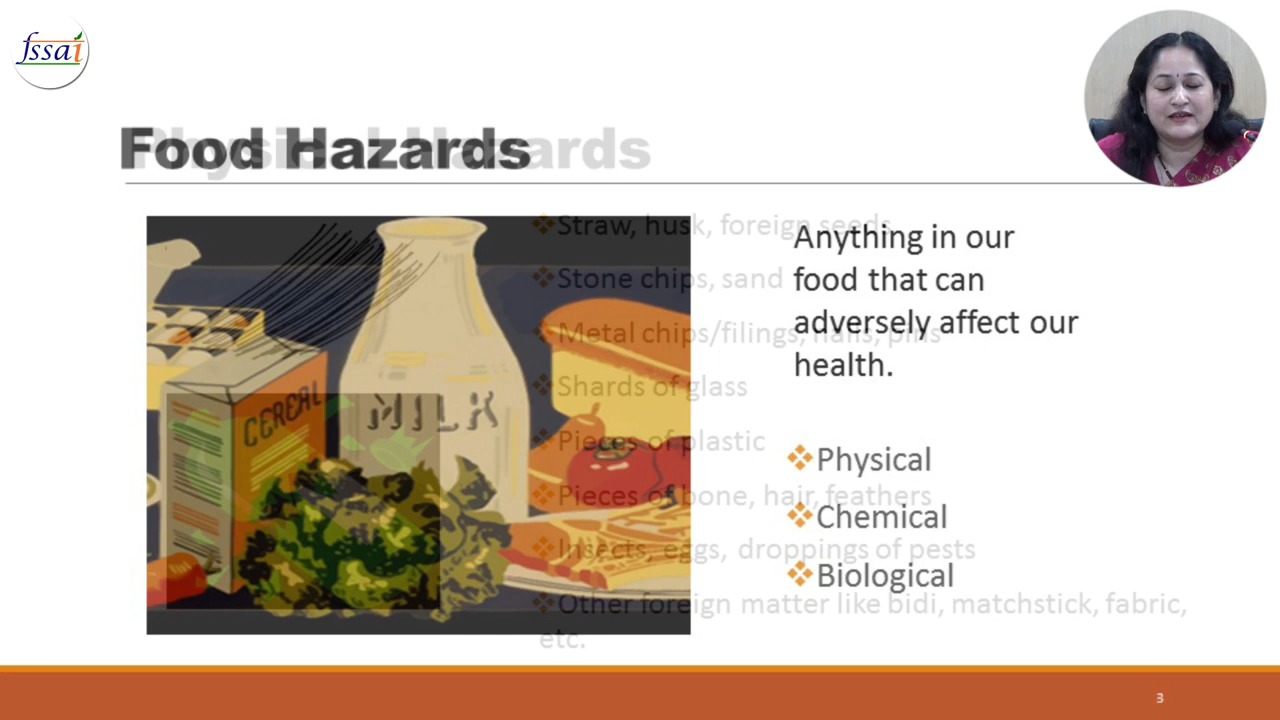 fssai
Food Hazards
Physical Hazards
Anything in our
food that can
adversely affect our
health.
❖Physical
❖Chemical
❖Biological
❖Straw, husk, foreign seeds
❖Stone chips, sand
❖Metal chips/filings, nails, pins
❖Shards of glass
❖Pieces of plastic
❖Pieces of bone, hair, feathers
❖Insects, eggs, droppings of pests
❖Other foreign matter like bidi, matchstick, fabric,
etc.
CEREAL
MILK
3